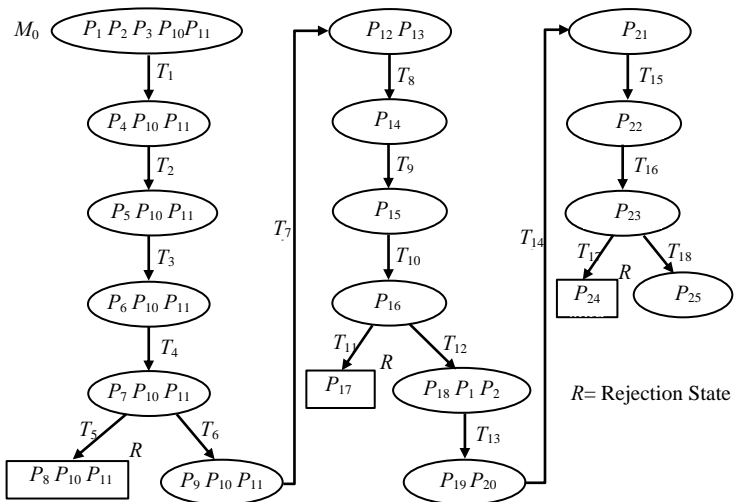 M₀
P₁ P₂ P₃ P₁₀P₁₁
T₁
P₄ P₁₀ P₁₁
T₂
P₅ P₁₀ P₁₁
T₃
P₆ P₁₀ P₁₁
T₄
P₇ P₁₀ P₁₁
T₅
T₆
R
P₈ P₁₀ P₁₁
P₉ P₁₀ P₁₁
T₇
P₁₂ P₁₃
T₈
P₁₄
T₉
P₁₅
T₁₀
P₁₆
T₁₁
T₁₂
R
P₁₇
P₁₈ P₁ P₂
T₁₃
P₁₉ P₂₀
T₁₄
P₂₁
T₁₅
P₂₂
T₁₆
P₂₃
T₁₇
T₁₈
R
P₂₄
P₂₅
R= Rejection State